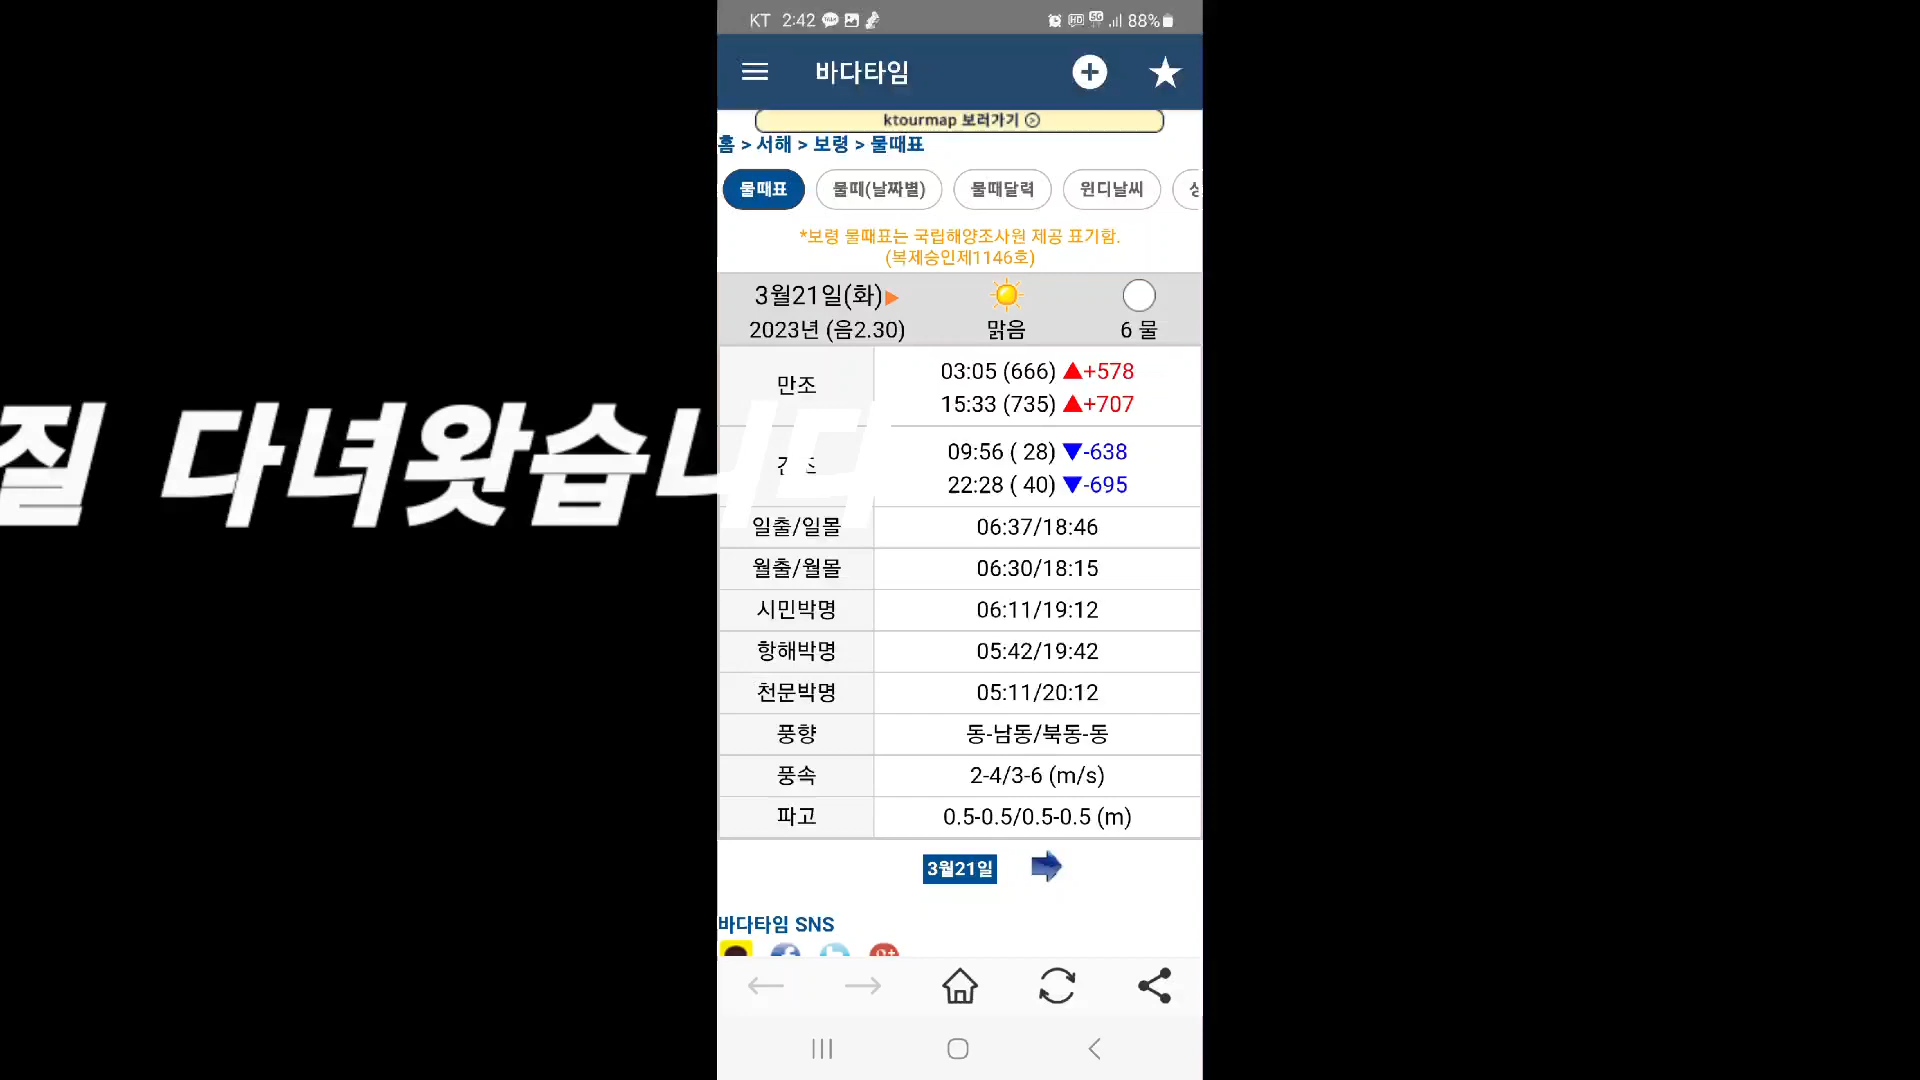 KT 2:42
HD 5G 88%
바다타임
ktourmap 보러가기
홈 > 서해 > 보령 > 물때표
물때표 물때(날짜별) 물때달력 윈디날씨
*보령 물때표는 국립해양조사원 제공 표기함.
(복제승인제1146호)
3월21일(화)▶
2023년 (음2.30) 맑음 6 물
만조 03:05 (666) ▲+578
15:33 (735) ▲+707
질 다녀왓습니다
09:56 ( 28) ▼-638
22:28 ( 40) ▼-695
일출/일몰 06:37/18:46
월출/월몰 06:30/18:15
시민박명 06:11/19:12
항해박명 05:42/19:42
천문박명 05:11/20:12
풍향 동-남동/북동-동
풍속 2-4/3-6 (m/s)
파고 0.5-0.5/0.5-0.5 (m)
3월21일
바다타임 SNS